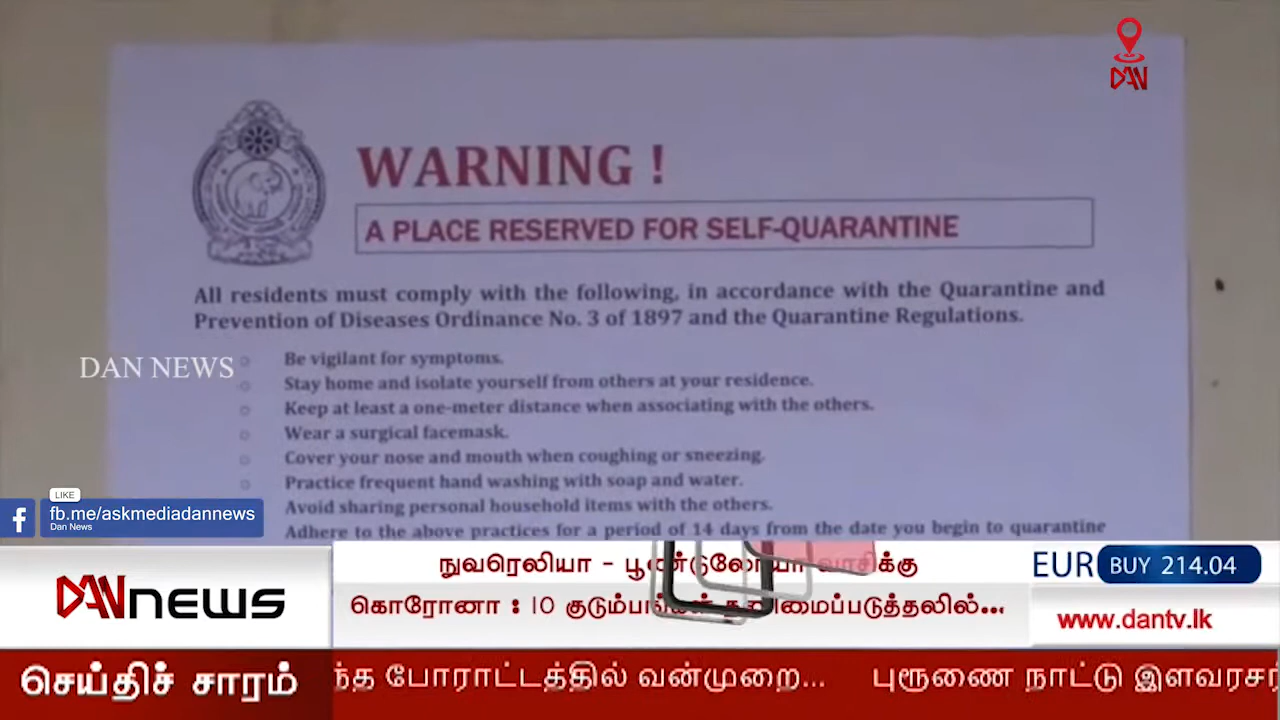 DAN
WARNING !
A PLACE RESERVED FOR SELF-QUARANTINE
All residents must comply with the following, in accordance with the Quarantine and
Prevention of Diseases Ordinance No. 3 of 1897 and the Quarantine Regulations.
DAN NEWS
Be vigilant for symptoms.
Stay home and isolate yourself from others at your residence.
Keep at least a one-meter distance when associating with the others.
Wear a surgical facemask.
Cover your nose and mouth when coughing or sneezing.
Practice frequent hand washing with soap and water.
Avoid sharing personal household items with the others.
Adhere to the above practices for a period of 14 days from the date you begin to quarantine
LIKE
fb.me/askmediadannews
Dan News
நுவரெலியா - வாசிக்கு
கொரோனா : 10 குடும்பங்கள் தனிமைப்படுத்தலில்...
DAN news
EUR BUY 214.04
www.dantv.lk
செய்திச் சாரம்
ந்த போராட்டத்தில் வன்முறை... புரூணை நாட்டு இளவரசர்